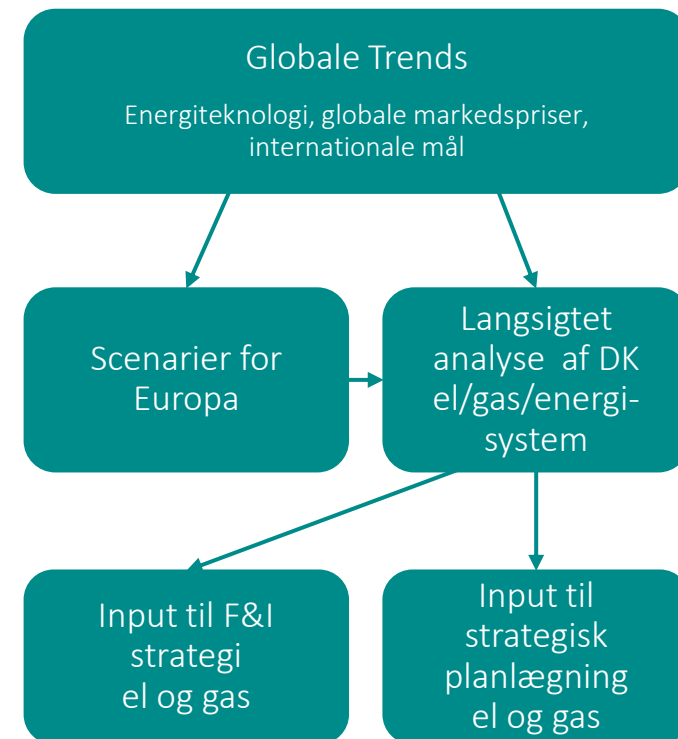 Globale Trends
Energiteknologi, globale markedspriser,
internationale mål
Scenarier for
Europa
Langsigtet
analyse af DK
el/gas/energi-
system
Input til F&I
strategi
el og gas
Input til
strategisk
planlægning
el og gas